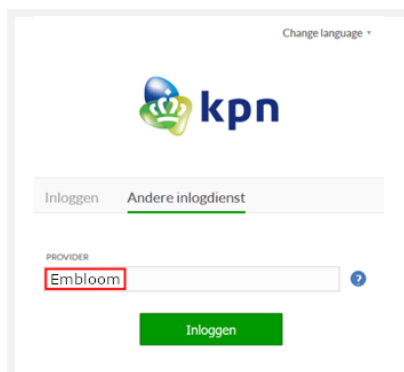 Change language
kpn
Inloggen Andere inlogdienst
PROVIDER
Embloom
?
Inloggen